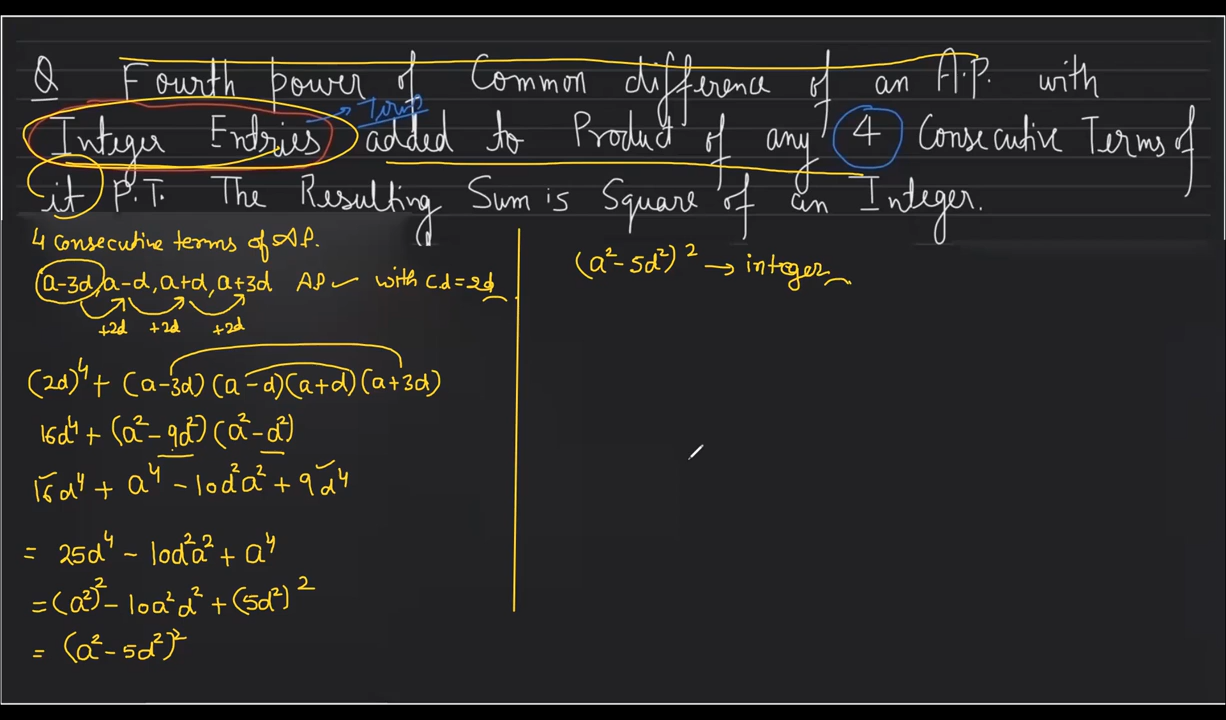 Q Fourth power of Common difference of an A.P. with
Integer Entries → Terms added to Product of any 4 Consecutive Terms of
it P.T. The Resulting Sum is Square of an Integer.
4 consecutive terms of AP.
a-3d, a-d, a+d, a+3d AP ✓ with Cd = 2d
+2d +2d +2d
(2d)⁴ + (a-3d)(a-d)(a+d)(a+3d)
16d⁴ + (a²-9d²)(a²-d²)
16d⁴ + a⁴ - 10d²a² + 9d⁴
= 25d⁴ - 10d²a² + a⁴
= (a²)² - 10a²d² + (5d²)²
= (a² - 5d²)²
(a² - 5d²)² → integer